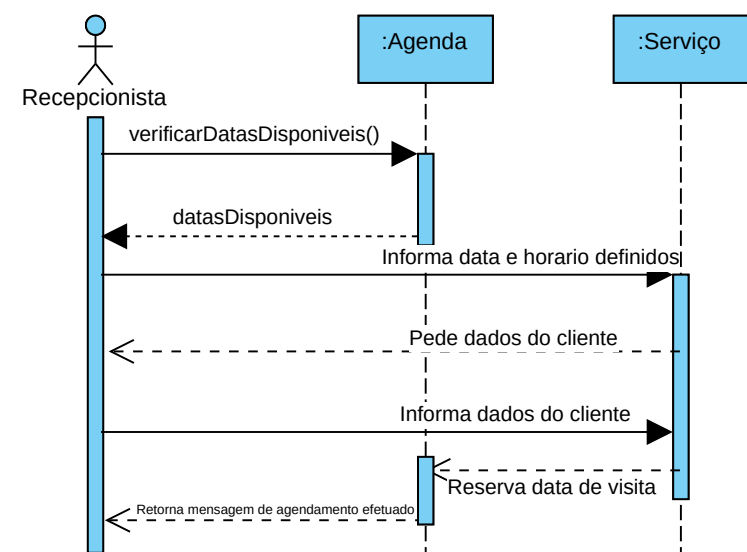 :Agenda
:Serviço
Recepcionista
verificarDatasDisponiveis()
datasDisponiveis
Informa data e horario definidos
Pede dados do cliente
Informa dados do cliente
Reserva data de visita
Retorna mensagem de agendamento efetuado